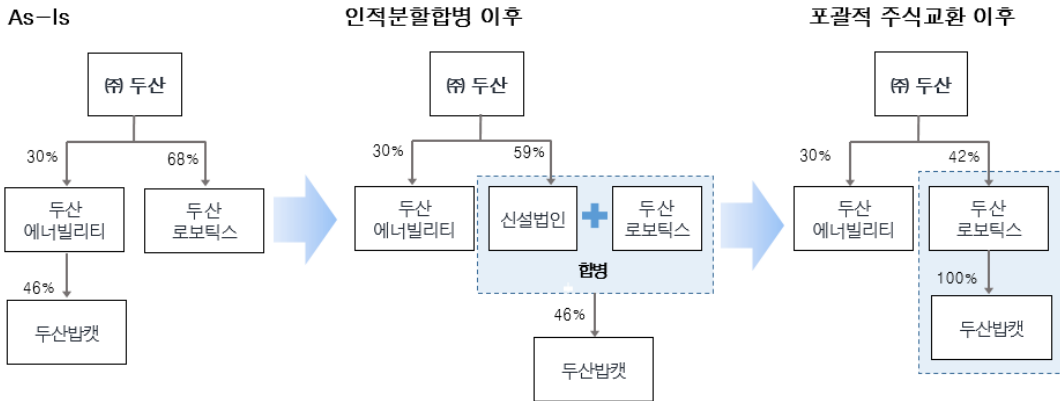 As-Is
㈜ 두산
30%
68%
두산
에너빌리티
두산
로보틱스
46%
두산밥캣
인적분할합병 이후
㈜ 두산
30%
59%
두산
에너빌리티
신설법인
두산
로보틱스
합병
46%
두산밥캣
포괄적 주식교환 이후
㈜ 두산
30%
42%
두산
에너빌리티
두산
로보틱스
100%
두산밥캣